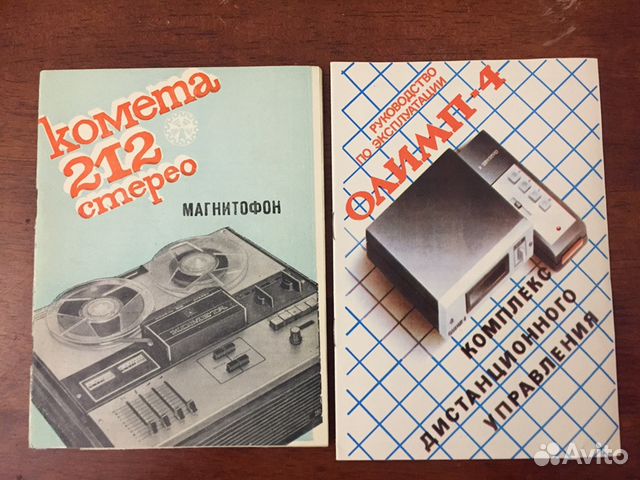 комета
212
стерео
МАГНИТОФОН
РУКОВОДСТВО
ПО ЭКСПЛУАТАЦИИ
ОЛИМП-4
КОМПЛЕКС
ДИСТАНЦИОННОГО
УПРАВЛЕНИЯ
Avito